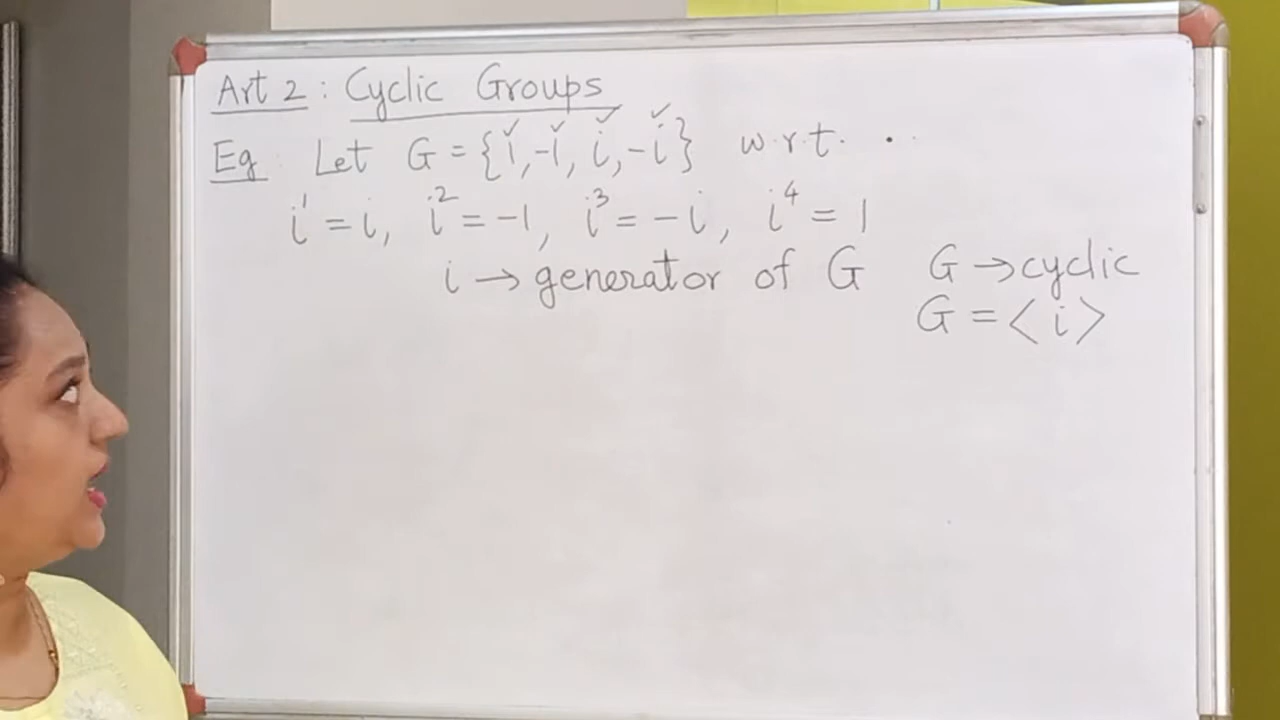 Art 2 : Cyclic Groups
Eg Let G = {1, -1, i, -i} w.r.t. ·
i¹ = i, i² = -1, i³ = -i, i⁴ = 1
i → generator of G G → cyclic
G = < i >